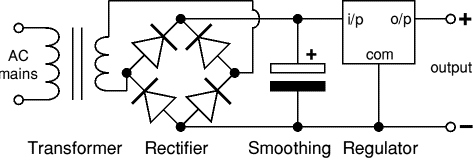 i/p o/p
+
AC
mains
+
com
output
−
Transformer Rectifier Smoothing Regulator